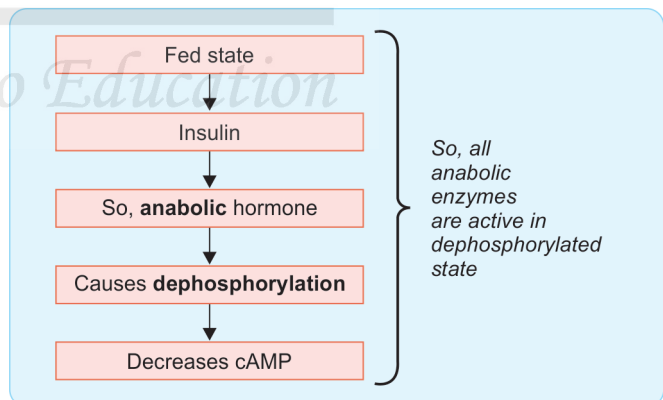 Fed state
o Education
Insulin
So, anabolic hormone
Causes dephosphorylation
Decreases cAMP
So, all
anabolic
enzymes
are active in
dephosphorylated
state